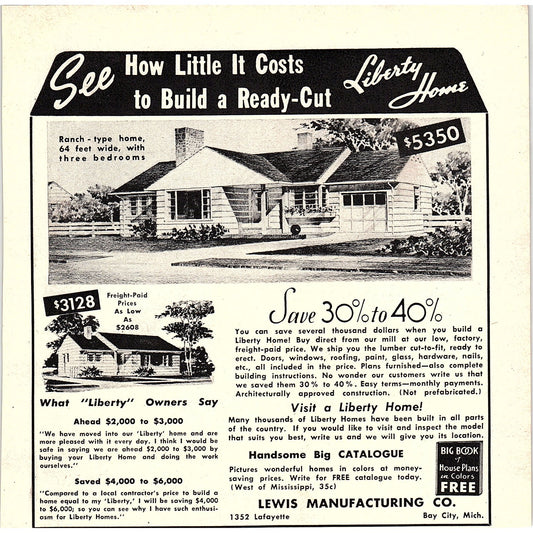 See How Little It Costs
to Build a Ready-Cut
Liberty
Home
Ranch - type home,
64 feet wide, with
three bedrooms
$5350
$3128
Freight-Paid
Prices
As Low
As
$2608
What "Liberty" Owners Say
Ahead $2,000 to $3,000
"We have moved into our 'Liberty' home and are
more pleased with it every day. I think I would be
safe in saying we are ahead $2,000 to $3,000 by
buying your Liberty Home and doing the work
ourselves."
Saved $4,000 to $6,000
"Compared to a local contractor's price to build a
home equal to my 'Liberty,' I will be saving $4,000
to $6,000; so you can see why I have such enthusi-
asm for Liberty Homes."
Save 30% to 40%
You can save several thousand dollars when you build a
Liberty Home! Buy direct from our mill at our low, factory,
freight-paid price. We ship you the lumber cut-to-fit, ready to
erect. Doors, windows, roofing, paint, glass, hardware, nails,
etc., all included in the price. Plans furnished—also complete
building instructions. No wonder our customers write us that
we saved them 30% to 40%. Easy terms—monthly payments.
Architecturally approved construction. (Not prefabricated.)
Visit a Liberty Home!
Many thousands of Liberty Homes have been built in all parts
of the country. If you would like to visit and inspect the model
that suits you best, write us and we will give you its location.
Handsome Big CATALOGUE
Pictures wonderful homes in colors at money-
saving prices. Write for FREE catalogue today.
(West of Mississippi, 35c)
BIG BOOK
of
House Plans
in Colors
FREE
LEWIS MANUFACTURING CO.
1352 Lafayette Bay City, Mich.